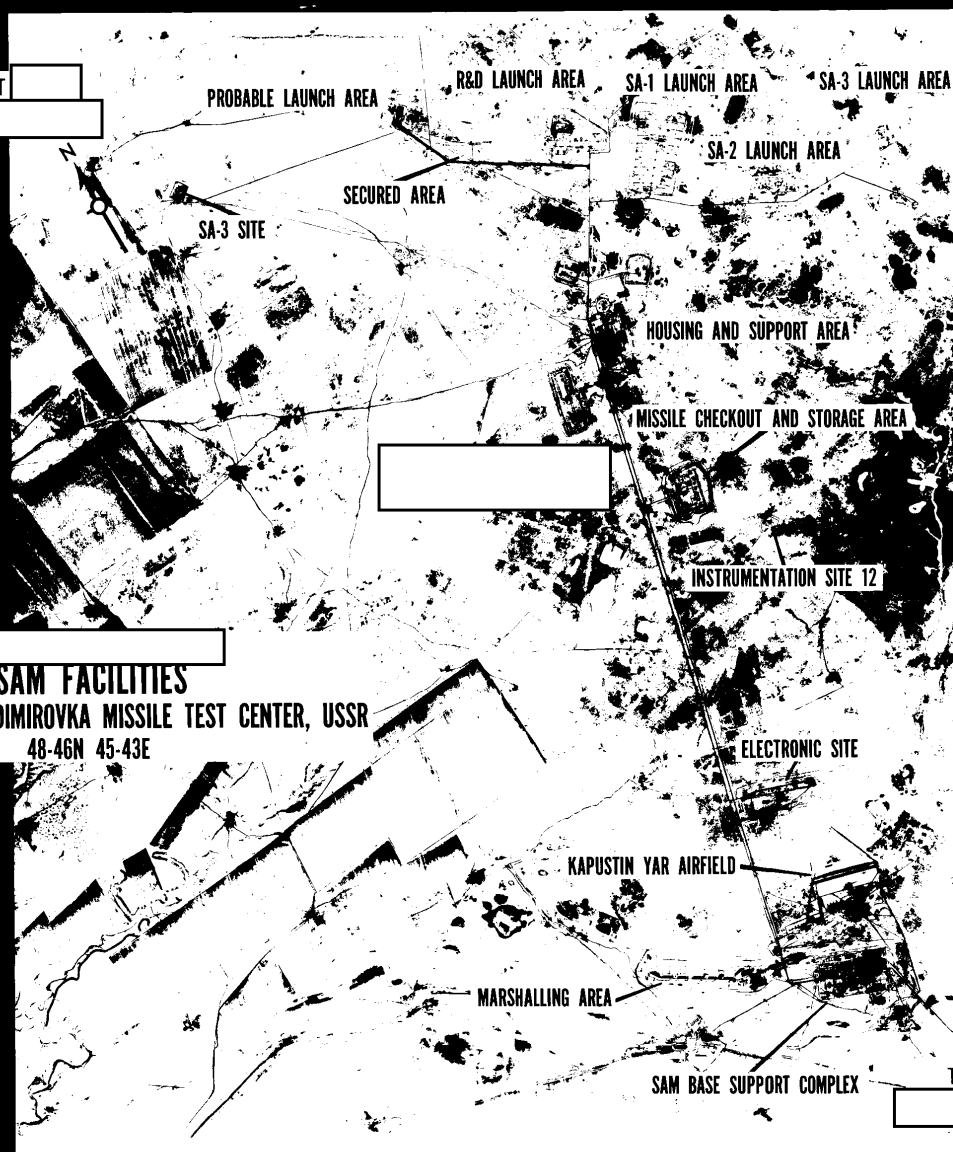 PROBABLE LAUNCH AREA
R&D LAUNCH AREA
SA-1 LAUNCH AREA
SA-3 LAUNCH AREA
SA-2 LAUNCH AREA
N
SECURED AREA
SA-3 SITE
HOUSING AND SUPPORT AREA
MISSILE CHECKOUT AND STORAGE AREA
INSTRUMENTATION SITE 12
SAM FACILITIES
DIMIROVKA MISSILE TEST CENTER, USSR
48-46N 45-43E
ELECTRONIC SITE
KAPUSTIN YAR AIRFIELD
MARSHALLING AREA
SAM BASE SUPPORT COMPLEX